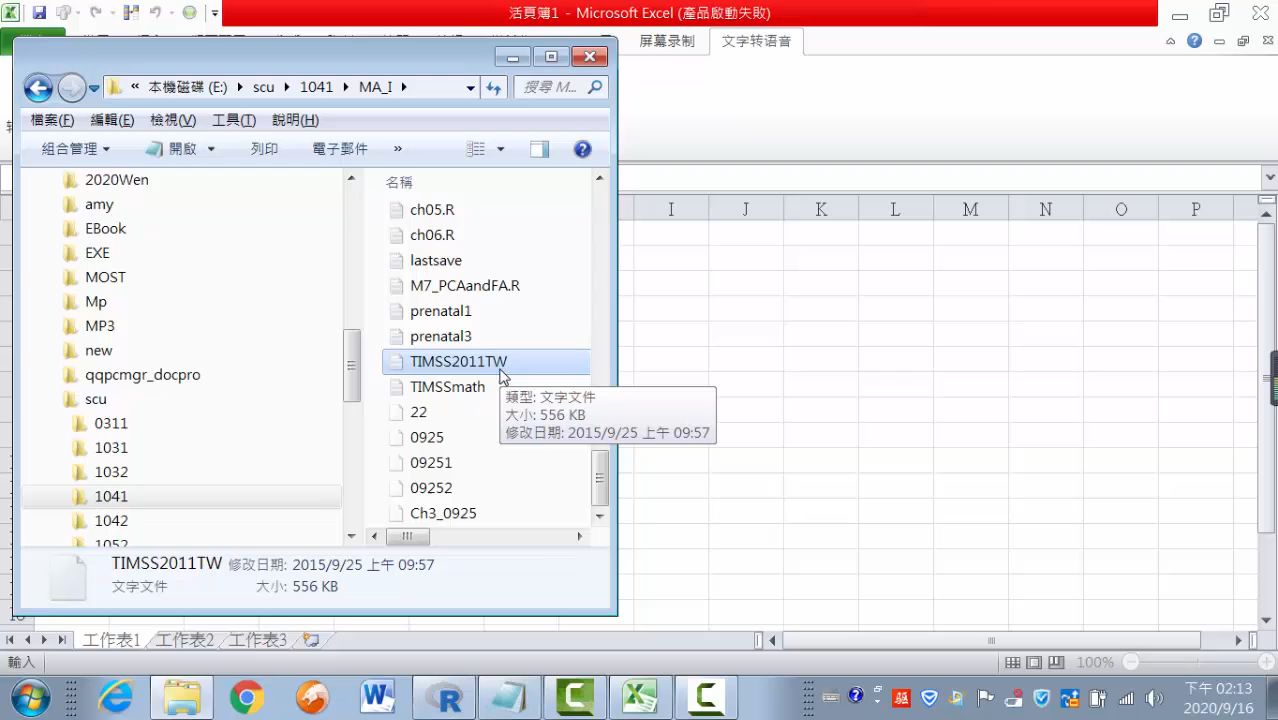 活頁簿1 - Microsoft Excel (產品啟動失敗)
屏幕录制 文字转语音
« 本機磁碟 (E:) scu 1041 MA_I 搜尋 M...
檔案(F) 編輯(E) 檢視(V) 工具(T) 說明(H)
組合管理 開啟 列印 電子郵件 »
2020Wen
amy
EBook
EXE
MOST
Mp
MP3
new
qqpcmgr_docpro
scu
0311
1031
1032
1041
1042
1052
名稱
ch05.R
ch06.R
lastsave
M7_PCAandFA.R
prenatal1
prenatal3
TIMSS2011TW
TIMSSmath
22
0925
09251
09252
Ch3_0925
類型: 文字文件
大小: 556 KB
修改日期: 2015/9/25 上午 09:57
TIMSS2011TW 修改日期: 2015/9/25 上午 09:57
文字文件 大小: 556 KB
I J K L M N O P
工作表1 工作表2 工作表3
輸入 100%
下午 02:13
2020/9/16